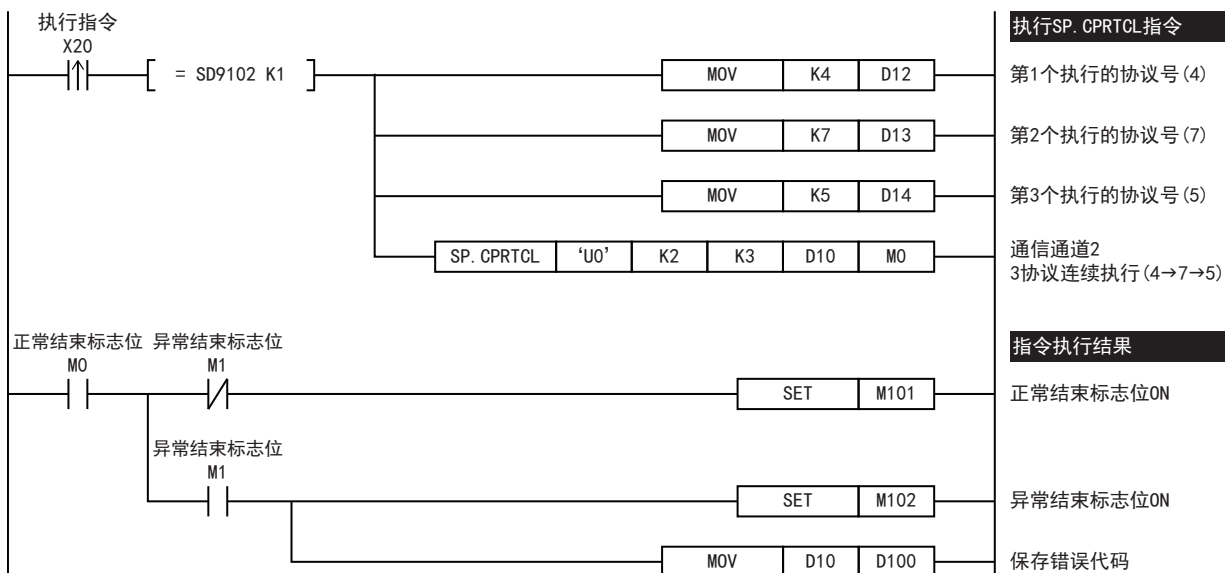 执行指令
X20
= SD9102 K1
MOV K4 D12
执行SP.CPRTCL指令
第1个执行的协议号(4)
MOV K7 D13
第2个执行的协议号(7)
MOV K5 D14
第3个执行的协议号(5)
SP.CPRTCL ‘U0’ K2 K3 D10 M0
通信通道2
3协议连续执行(4→7→5)
正常结束标志位 异常结束标志位
M0 M1
指令执行结果
SET M101
正常结束标志位ON
异常结束标志位
M1
SET M102
异常结束标志位ON
MOV D10 D100
保存错误代码